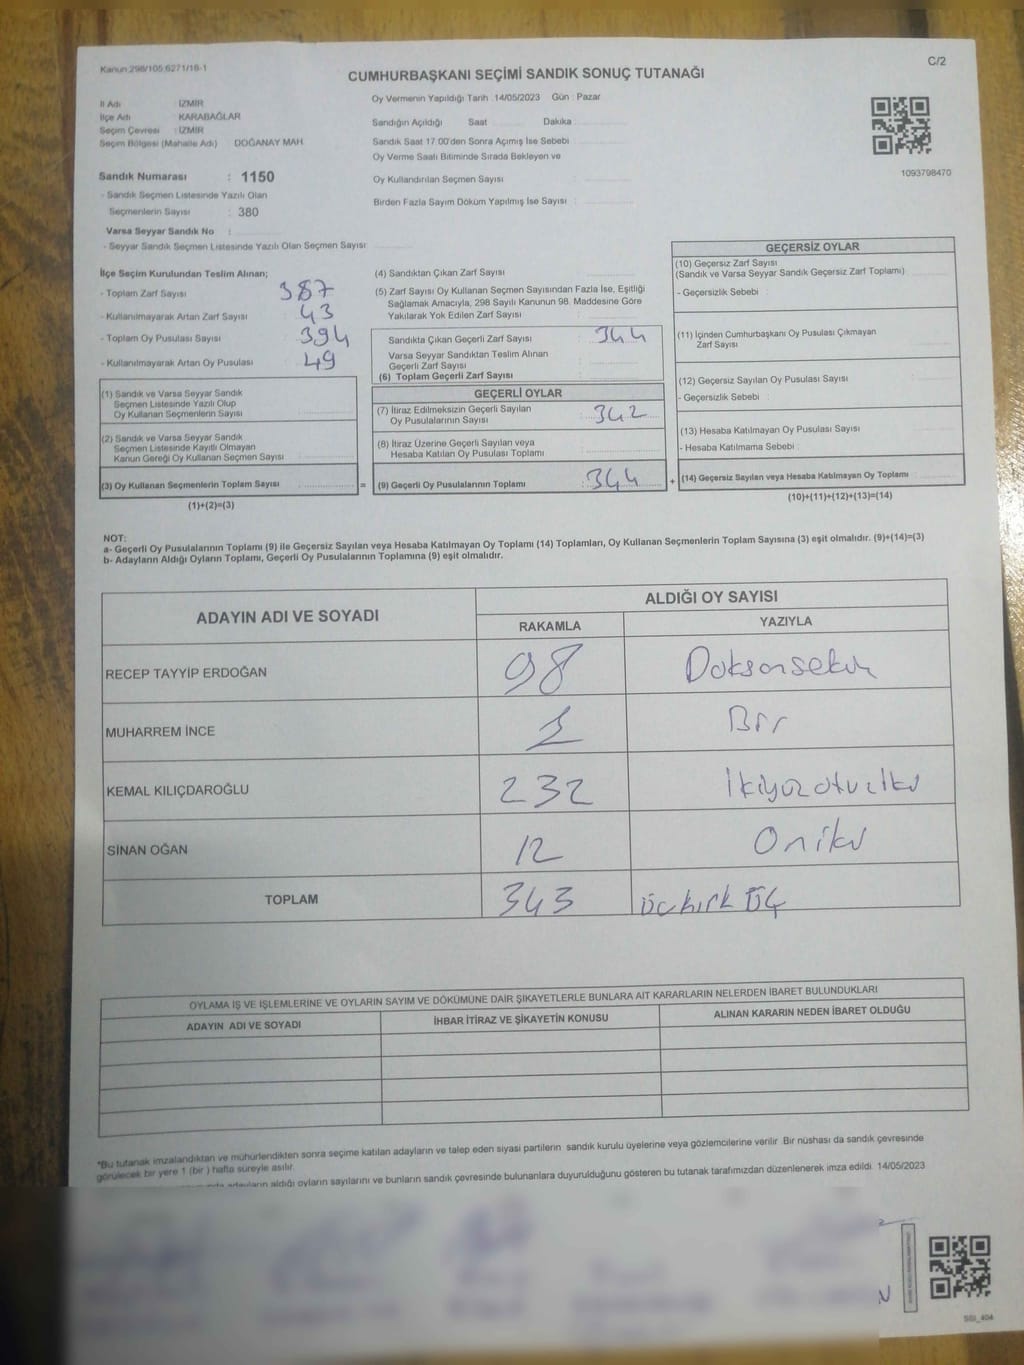 Kanun 298/105 6271/18-1
C/2
CUMHURBAŞKANI SEÇİMİ SANDIK SONUÇ TUTANAĞI
İl Adı : İZMİR
İlçe Adı : KARABAĞLAR
Seçim Çevresi : İZMİR
Seçim Bölgesi (Mahalle Adı) DOĞANAY MAH.
Oy Vermenin Yapıldığı Tarih :14/05/2023 Gün : Pazar
Sandığın Açıldığı Saat Dakika
Sandık Saat 17:00'den Sonra Açımış İse Sebebi
Oy Verme Saati Bitiminde Sırada Bekleyen ve
Oy Kullandırılan Seçmen Sayısı
Birden Fazla Sayım Döküm Yapılmış İse Sayısı :
1093798470
Sandık Numarası : 1150
- Sandık Seçmen Listesinde Yazılı Olan
Seçmenlerin Sayısı : 380
Varsa Seyyar Sandık No :
- Seyyar Sandık Seçmen Listesinde Yazılı Olan Seçmen Sayısı
İlçe Seçim Kurulundan Teslim Alınan;
- Toplam Zarf Sayısı 387
- Kullanılmayarak Artan Zarf Sayısı : 43
- Toplam Oy Pusulası Sayısı : 394
- Kullanılmayarak Artan Oy Pusulası : 49
(1) Sandık ve Varsa Seyyar Sandık
Seçmen Listesinde Yazılı Olup
Oy Kullanan Seçmenlerin Sayısı
(2) Sandık ve Varsa Seyyar Sandık
Seçmen Listesinde Kayıtlı Olmayan
Kanun Gereği Oy Kullanan Seçmen Sayısı
(3) Oy Kullanan Seçmenlerin Toplam Sayısı
(1)+(2)=(3)
=
(4) Sandıktan Çıkan Zarf Sayısı
(5) Zarf Sayısı Oy Kullanan Seçmen Sayısından Fazla İse, Eşitliği
Sağlamak Amacıyla, 298 Sayılı Kanunun 98. Maddesine Göre
Yakılarak Yok Edilen Zarf Sayısı
Sandıkta Çıkan Geçerli Zarf Sayısı 344
Varsa Seyyar Sandıktan Teslim Alınan
Geçerli Zarf Sayısı
(6) Toplam Geçerli Zarf Sayısı
GEÇERLİ OYLAR
(7) İtiraz Edilmeksizin Geçerli Sayılan
Oy Pusulalarının Sayısı 342
(8) İtiraz Üzerine Geçerli Sayılan veya
Hesaba Katılan Oy Pusulası Toplamı
(9) Geçerli Oy Pusulalarının Toplamı 344
+
GEÇERSİZ OYLAR
(10) Geçersiz Zarf Sayısı
(Sandık ve Varsa Seyyar Sandık Geçersiz Zarf Toplamı)
- Geçersizlik Sebebi :
(11) İçinden Cumhurbaşkanı Oy Pusulası Çıkmayan
Zarf Sayısı
(12) Geçersiz Sayılan Oy Pusulası Sayısı
- Geçersizlik Sebebi :
(13) Hesaba Katılmayan Oy Pusulası Sayısı
- Hesaba Katılmama Sebebi :
(14) Geçersiz Sayılan veya Hesaba Katılmayan Oy Toplamı
(10)+(11)+(12)+(13)=(14)
NOT:
a- Geçerli Oy Pusulalarının Toplamı (9) ile Geçersiz Sayılan veya Hesaba Katılmayan Oy Toplamı (14) Toplamları, Oy Kullanan Seçmenlerin Toplam Sayısına (3) eşit olmalıdır. (9)+(14)=(3)
b- Adayların Aldığı Oyların Toplamı, Geçerli Oy Pusulalarının Toplamına (9) eşit olmalıdır.
ADAYIN ADI VE SOYADI
ALDIĞI OY SAYISI
RAKAMLA YAZIYLA
RECEP TAYYİP ERDOĞAN 98 Doksansekiz
MUHARREM İNCE 1 Bir
KEMAL KILIÇDAROĞLU 232 İkiyüzotuziki
SİNAN OĞAN 12 Oniki
TOPLAM 343 üçkırk üç
OYLAMA İŞ VE İŞLEMLERİNE VE OYLARIN SAYIM VE DÖKÜMÜNE DAİR ŞİKAYETLERLE BUNLARA AİT KARARLARIN NELERDEN İBARET BULUNDUKLARI
ADAYIN ADI VE SOYADI İHBAR İTİRAZ VE ŞİKAYETİN KONUSU ALINAN KARARIN NEDEN İBARET OLDUĞU
*Bu tutanak imzalandıktan ve mühürlendikten sonra seçime katılan adayların ve talep eden siyasi partilerin sandık kurulu üyelerine veya gözlemcilerine verilir. Bir nüshası da sandık çevresinde
görülecek bir yere 1 (bir) hafta süreyle asılır.
adayların aldığı oyların sayılarını ve bunların sandık çevresinde bulunanlara duyurulduğunu gösteren bu tutanak tarafımızdan düzenlenerek imza edildi. 14/05/2023
SSI_404